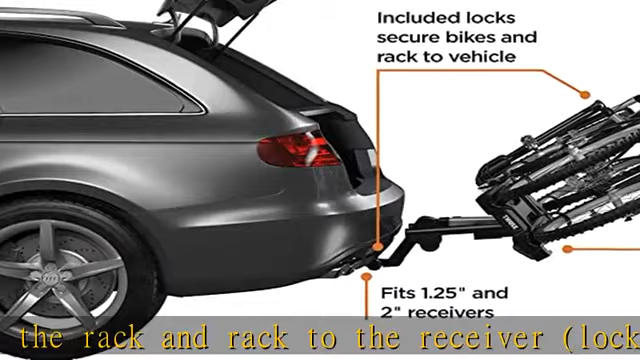 Included locks
secure bikes and
rack to vehicle
THULE
Fits 1.25" and
2" receivers
the rack and rack to the receiver (lock